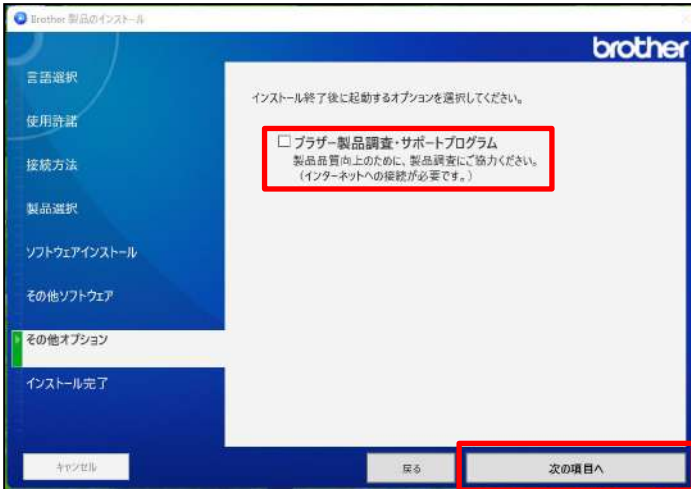 Brother 製品のインストール
brother
言語選択
使用許諾
接続方法
製品選択
ソフトウェアインストール
その他ソフトウェア
その他オプション
インストール完了
インストール終了後に起動するオプションを選択してください。
ブラザー製品調査・サポートプログラム
製品品質向上のために、製品調査にご協力ください。
（インターネットへの接続が必要です。）
キャンセル
戻る
次の項目へ